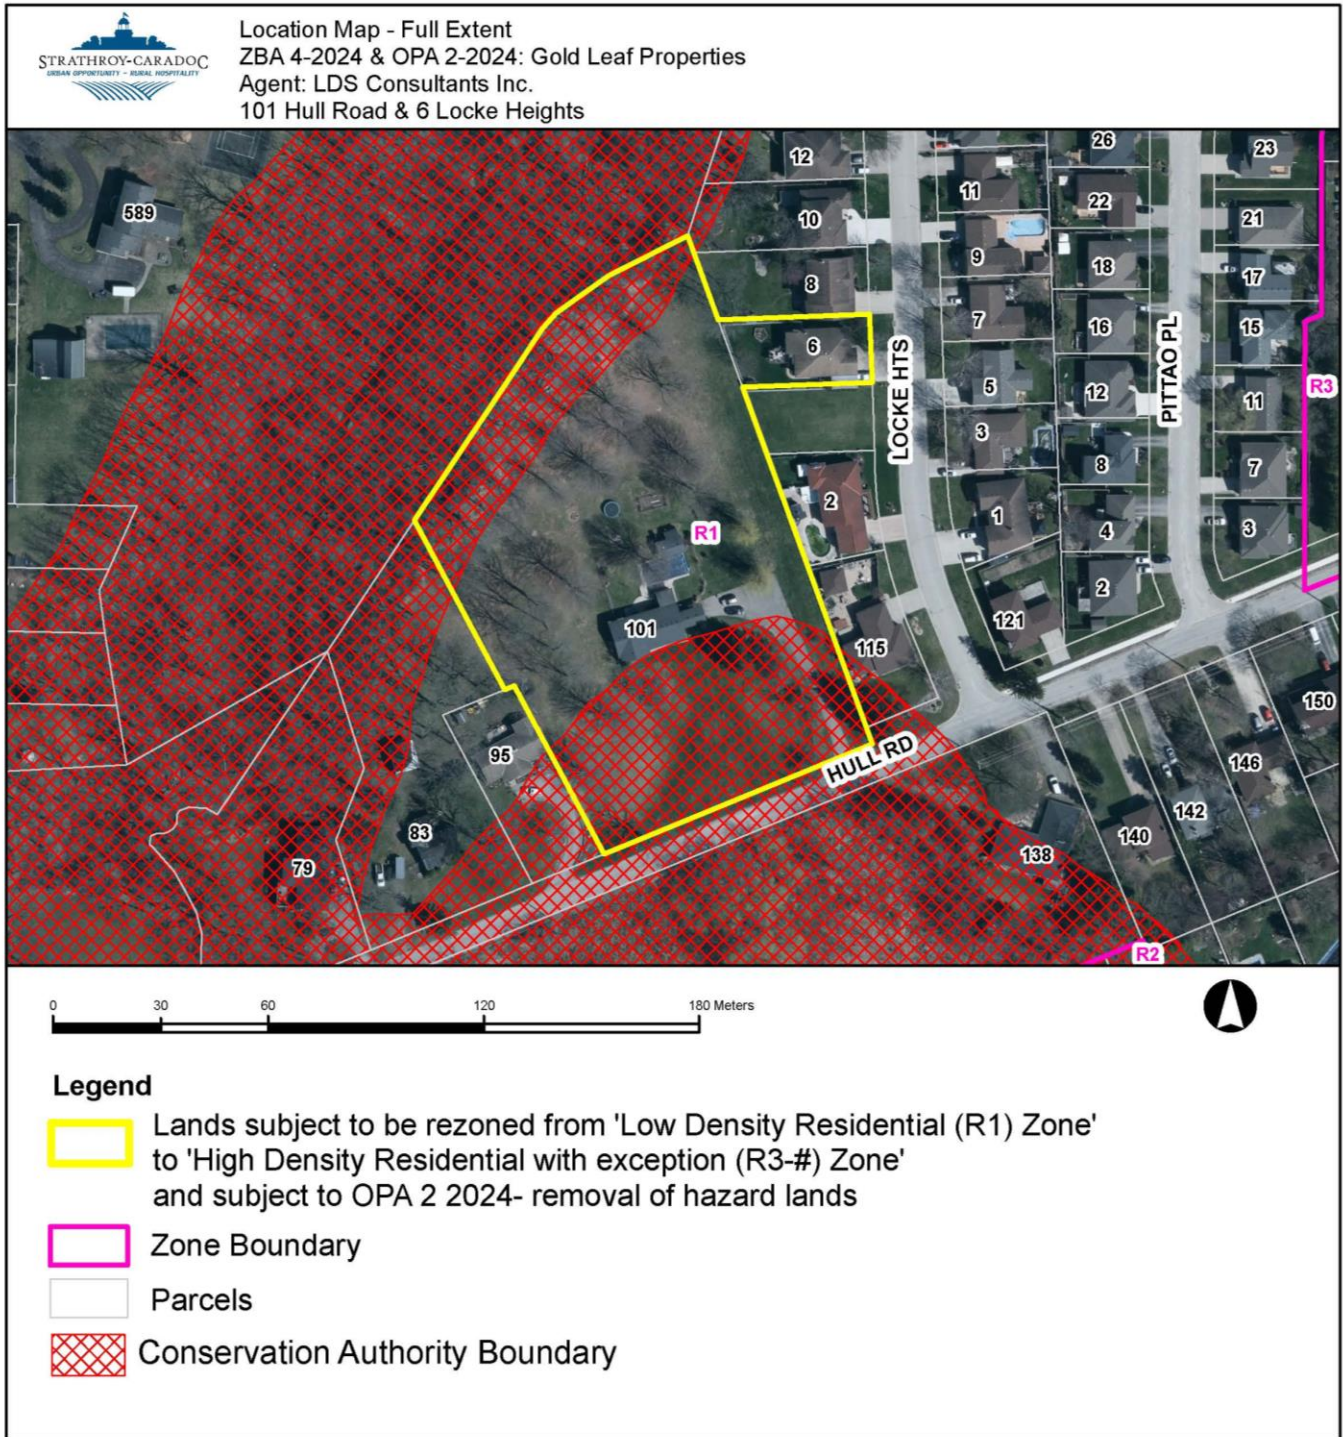 STRATHROY-CARADOC
URBAN OPPORTUNITY ~ RURAL HOSPITALITY
Location Map - Full Extent
ZBA 4-2024 & OPA 2-2024: Gold Leaf Properties
Agent: LDS Consultants Inc.
101 Hull Road & 6 Locke Heights
12
26
23
589
11
22
10
21
9
18
17
8
7
16
15
6
LOCKE HTS
PITTAO PL
R3
5
12
11
3
8
7
2
1
4
3
R1
2
101
121
115
150
95
HULL RD
146
83
142
140
79
138
R2
0 30 60 120 180 Meters
Legend
Lands subject to be rezoned from 'Low Density Residential (R1) Zone'
to 'High Density Residential with exception (R3-#) Zone'
and subject to OPA 2 2024- removal of hazard lands
Zone Boundary
Parcels
Conservation Authority Boundary